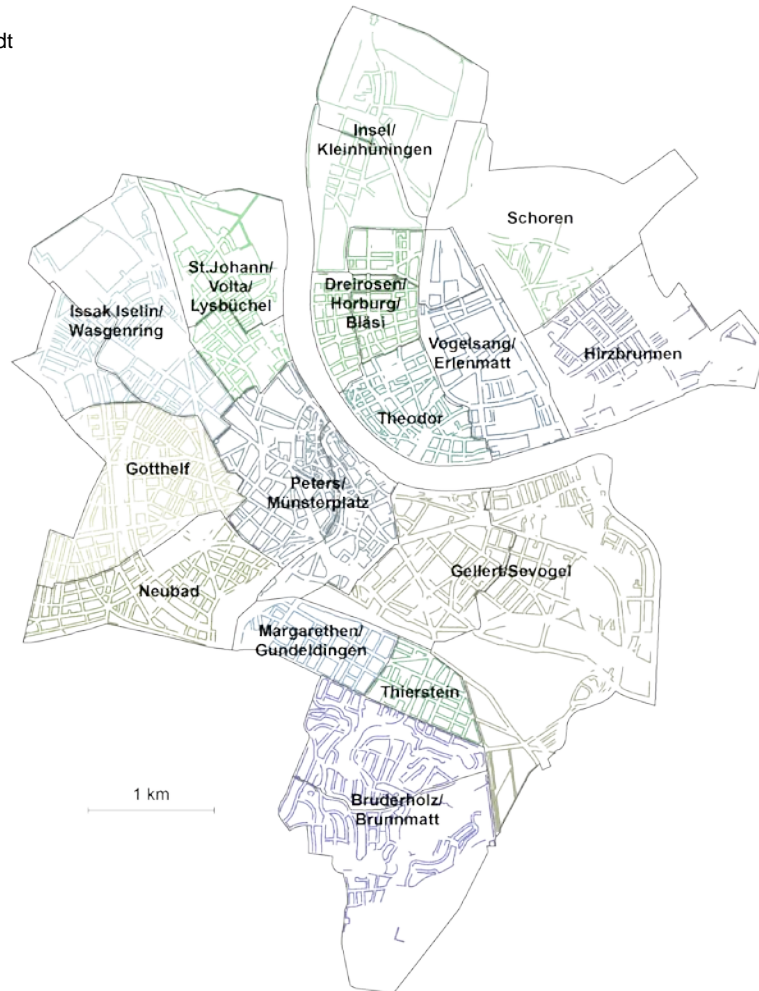 dt
Insel/
Kleinhüningen
Schoren
St.Johann/
Volta/
Lysbüchel
Dreirosen/
Horburg/
Bläsi
Issak Iselin/
Wasgenring
Vogelsang/
Erlenmatt
Hirzbrunnen
Theodor
Gotthelf
Peters/
Münsterplatz
Gellert/Sevogel
Neubad
Margarethen/
Gundeldingen
Thierstein
1 km
Bruderholz/
Brunnmatt